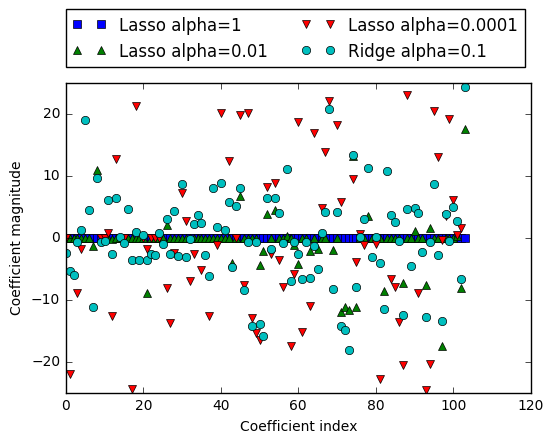 Lasso alpha=1 Lasso alpha=0.0001
Lasso alpha=0.01 Ridge alpha=0.1
20
10
0
−10
−20
Coefficient magnitude
0 20 40 60 80 100 120
Coefficient index